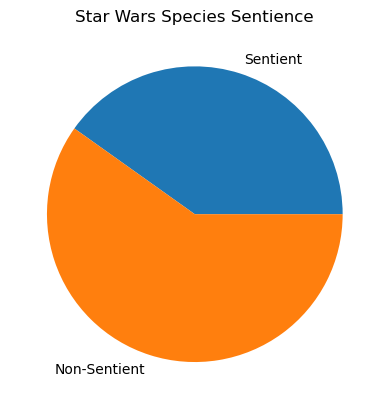 Star Wars Species Sentience
Sentient
Non-Sentient